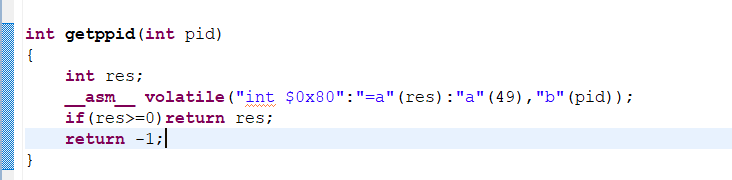 int getppid(int pid)
{
int res;
__asm__ volatile("int $0x80":"=a"(res):"a"(49),"b"(pid));
if(res>=0)return res;
return -1;
}